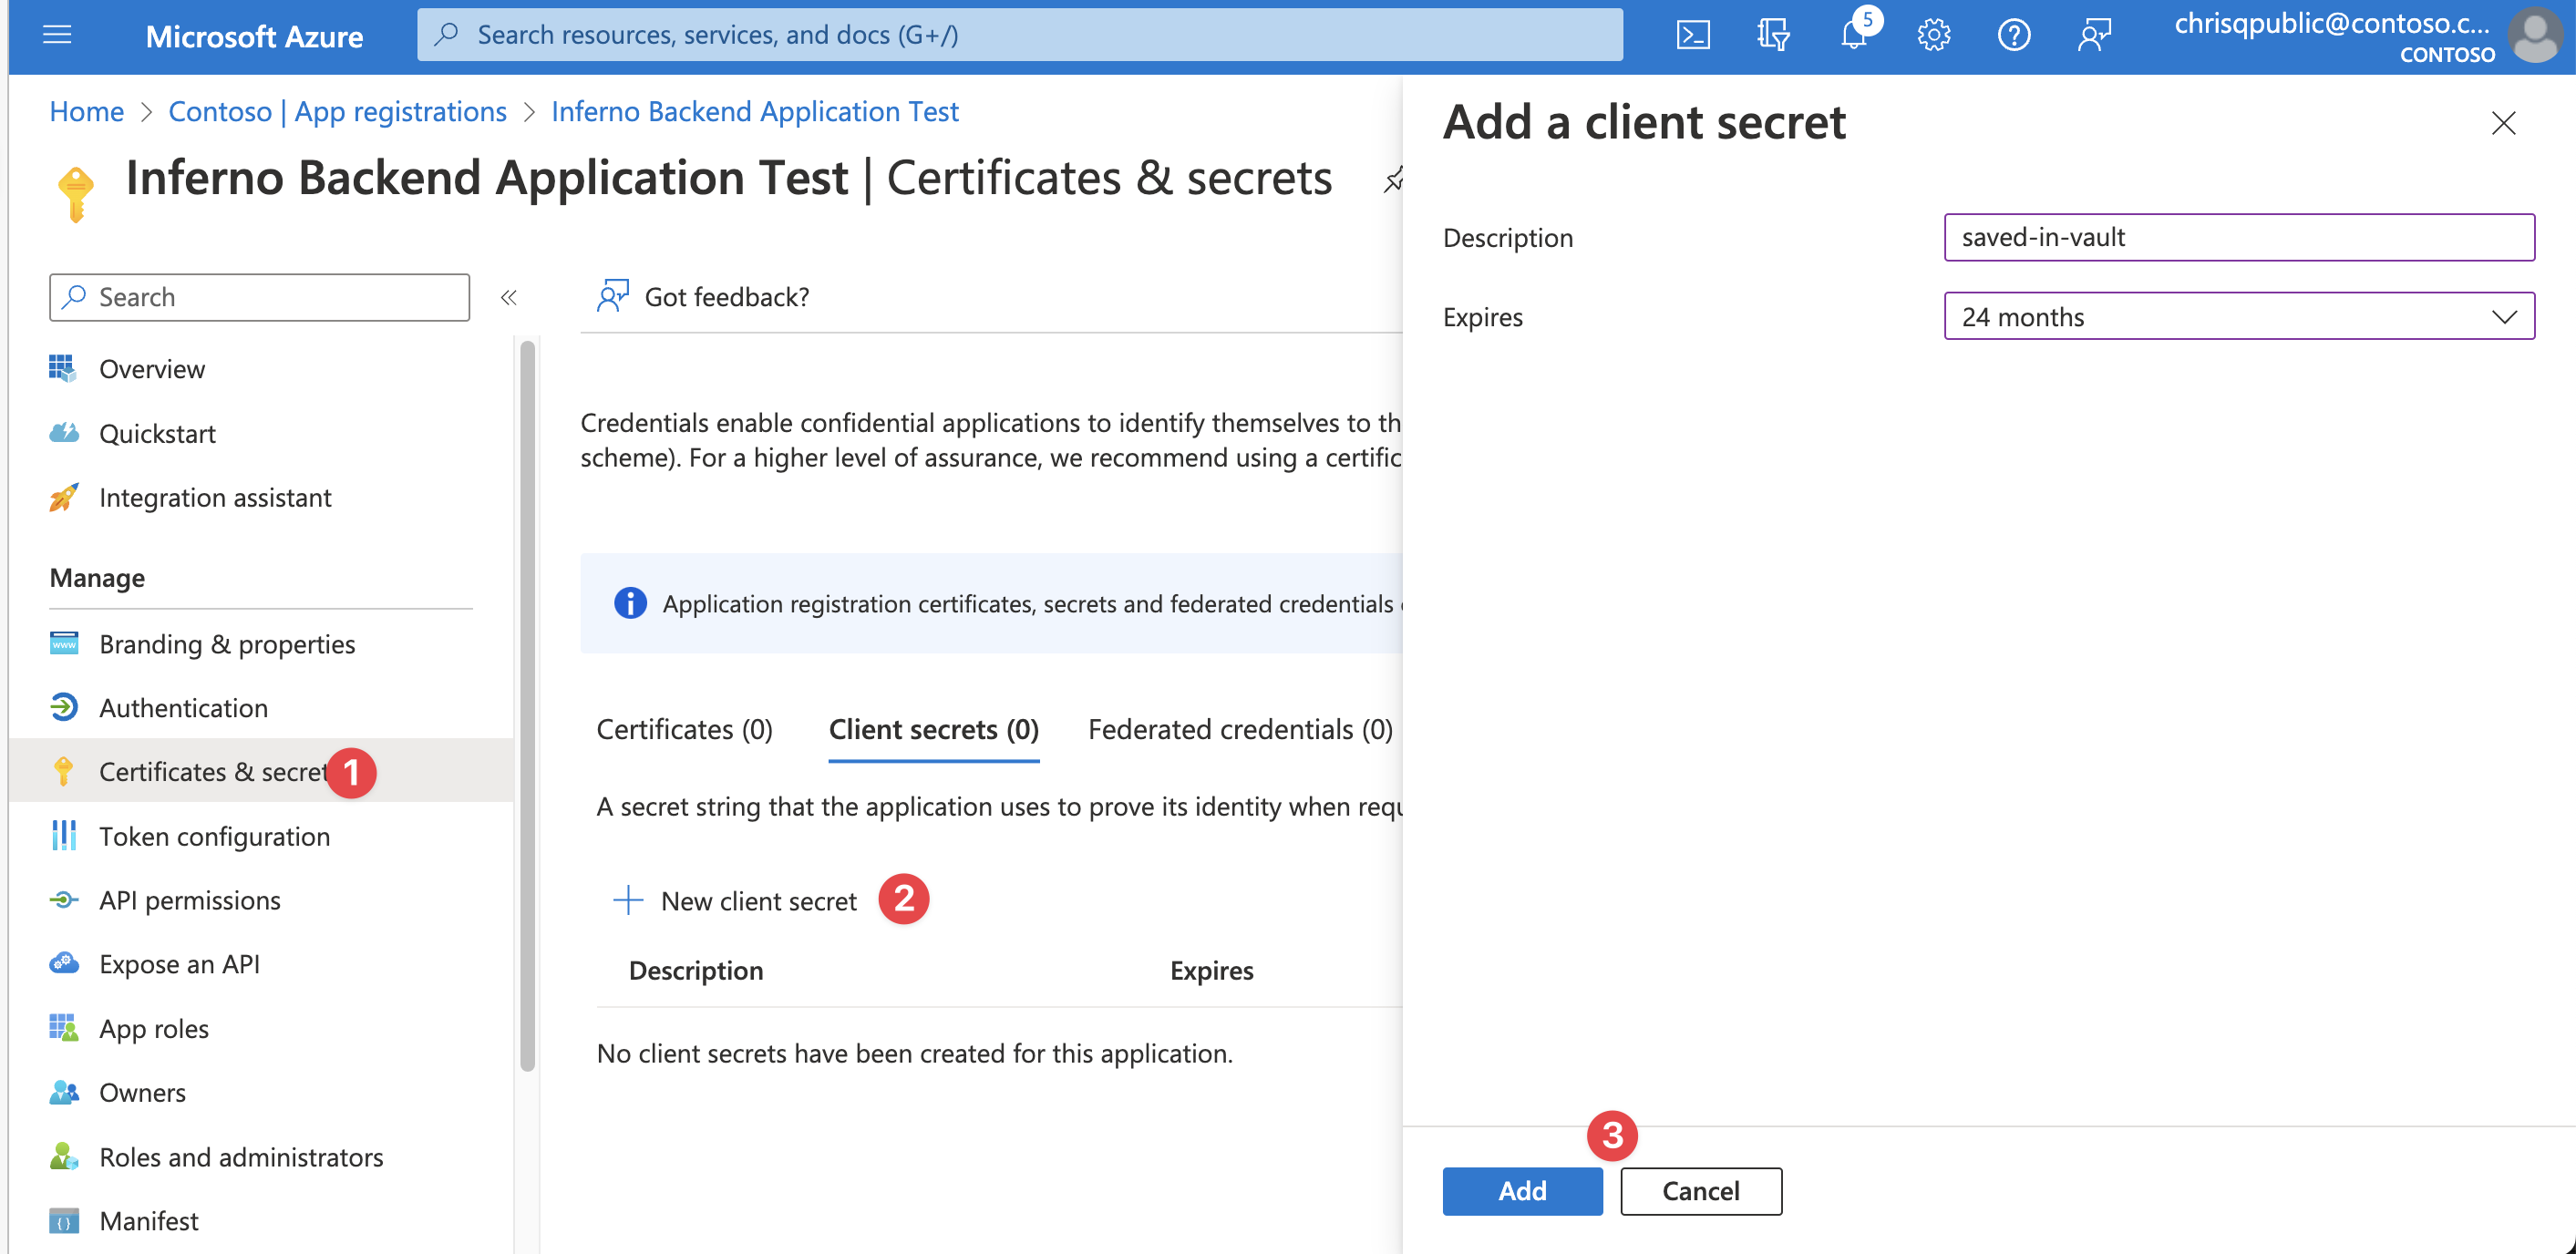 Microsoft Azure
Search resources, services, and docs (G+/)
5
chrisqpublic@contoso.c...
CONTOSO
Home > Contoso | App registrations > Inferno Backend Application Test
Inferno Backend Application Test | Certificates & secrets
Search
«
Overview
Quickstart
Integration assistant
Manage
Branding & properties
Authentication
Certificates & secret
1
Token configuration
API permissions
Expose an API
App roles
Owners
Roles and administrators
Manifest
Got feedback?
Credentials enable confidential applications to identify themselves to th
scheme). For a higher level of assurance, we recommend using a certific
Application registration certificates, secrets and federated credentials
Certificates (0) Client secrets (0) Federated credentials (0)
A secret string that the application uses to prove its identity when requ
New client secret
2
Description Expires
No client secrets have been created for this application.
Add a client secret
Description saved-in-vault
Expires 24 months
3
Add Cancel